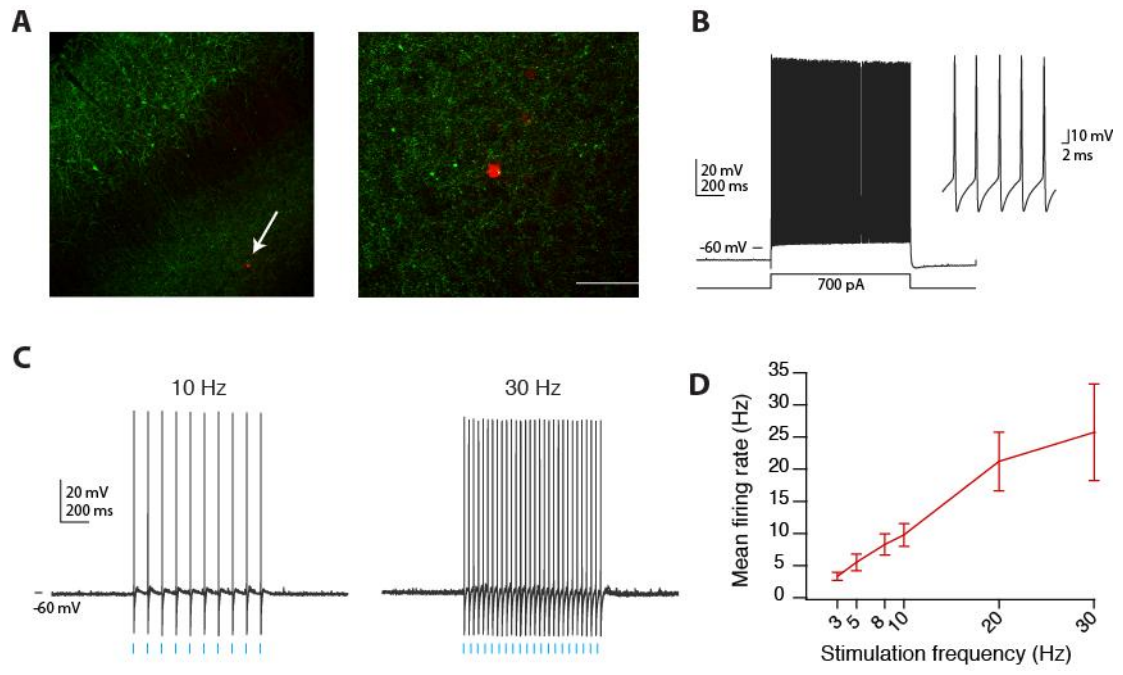 A
B
20 mV
200 ms
-60 mV
700 pA
10 mV
2 ms
C
10 Hz
20 mV
200 ms
-60 mV
30 Hz
D
Mean firing rate (Hz)
35
30
25
20
15
10
5
0
3
5
8
10
20
30
Stimulation frequency (Hz)